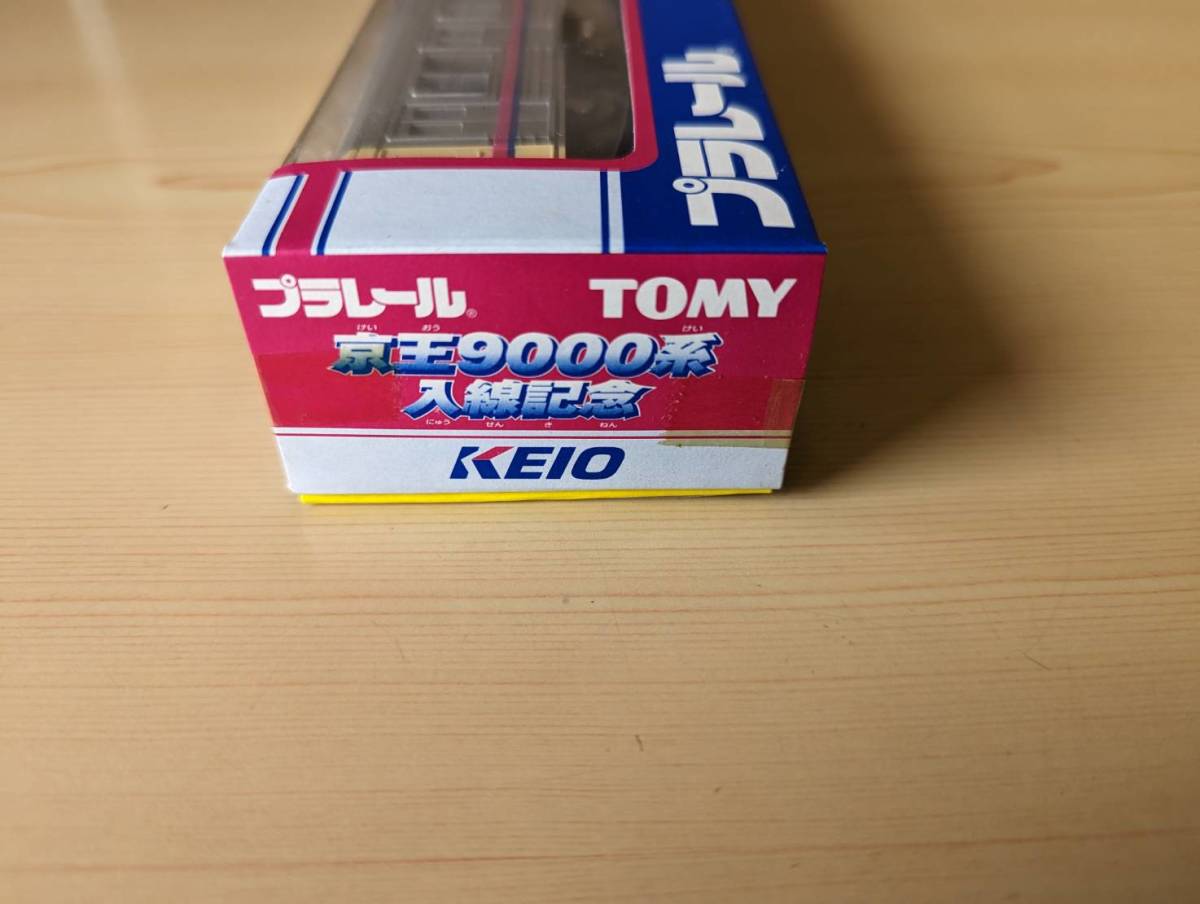 プラレール®
プラレール® TOMY
けい おう けい
京王9000系
入線記念
にゅう せん き ねん
KEIO